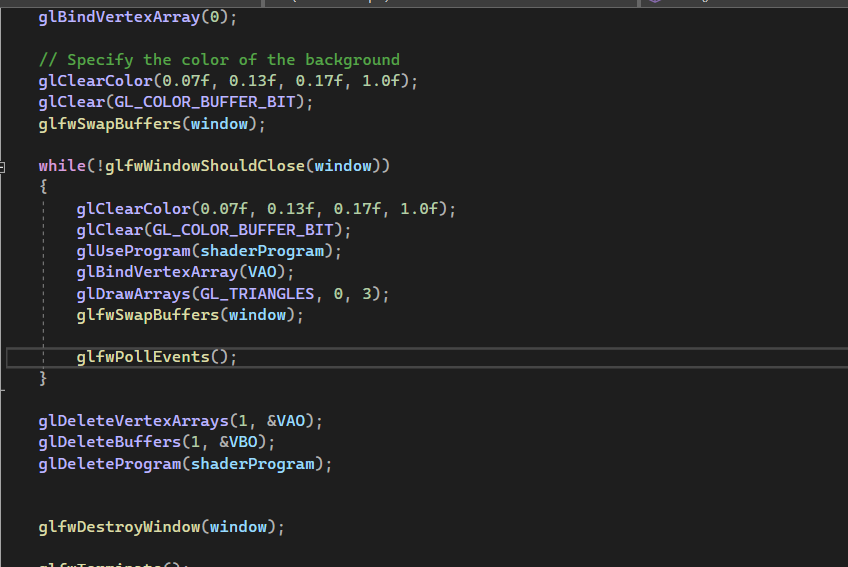 glBindVertexArray(0);
// Specify the color of the background
glClearColor(0.07f, 0.13f, 0.17f, 1.0f);
glClear(GL_COLOR_BUFFER_BIT);
glfwSwapBuffers(window);
while(!glfwWindowShouldClose(window))
{
glClearColor(0.07f, 0.13f, 0.17f, 1.0f);
glClear(GL_COLOR_BUFFER_BIT);
glUseProgram(shaderProgram);
glBindVertexArray(VAO);
glDrawArrays(GL_TRIANGLES, 0, 3);
glfwSwapBuffers(window);
glfwPollEvents();
}
glDeleteVertexArrays(1, &VAO);
glDeleteBuffers(1, &VBO);
glDeleteProgram(shaderProgram);
glfwDestroyWindow(window);
glfwTerminate();